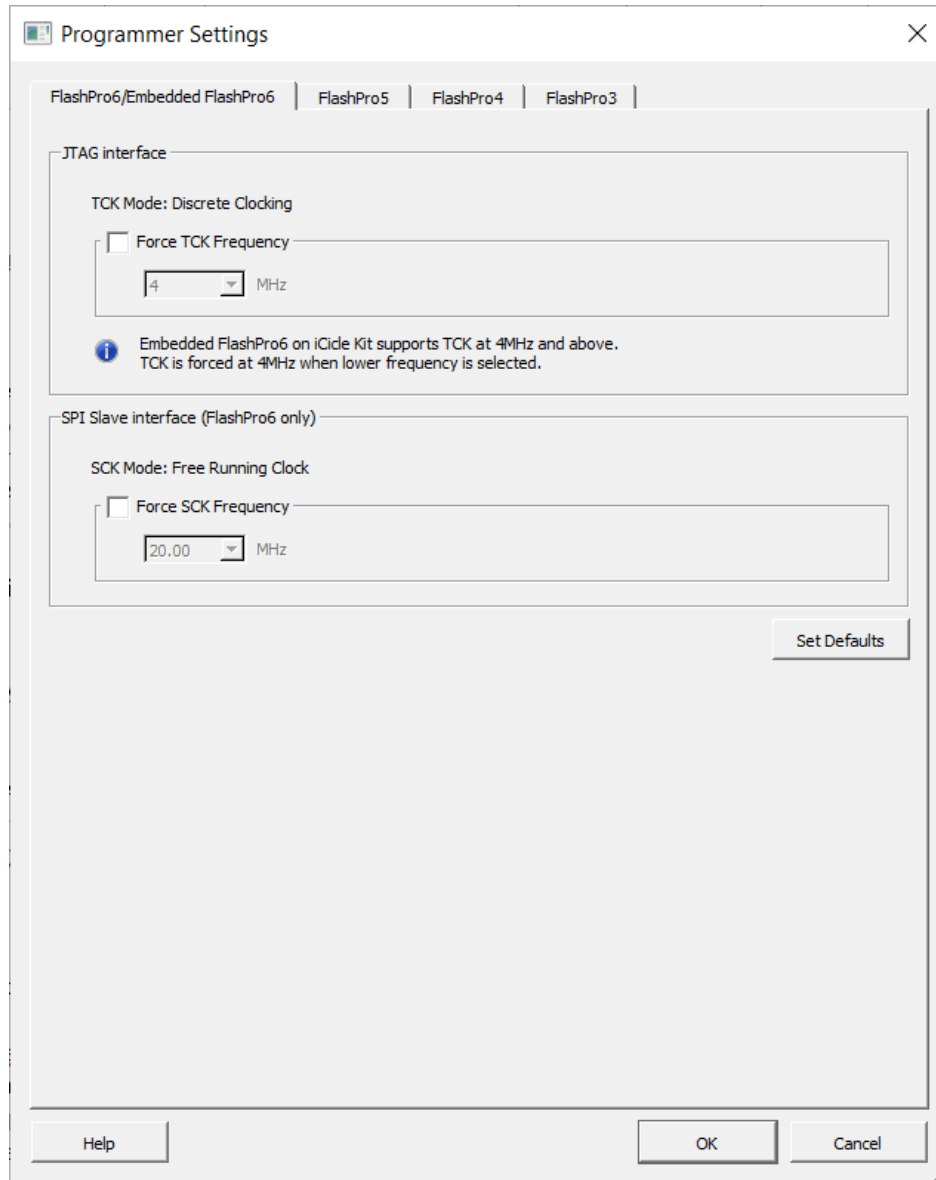 Programmer Settings
FlashPro6/Embedded FlashPro6 FlashPro5 FlashPro4 FlashPro3
JTAG interface
TCK Mode: Discrete Clocking
Force TCK Frequency
4 MHz
Embedded FlashPro6 on iCicle Kit supports TCK at 4MHz and above.
TCK is forced at 4MHz when lower frequency is selected.
SPI Slave interface (FlashPro6 only)
SCK Mode: Free Running Clock
Force SCK Frequency
20.00 MHz
Set Defaults
Help OK Cancel